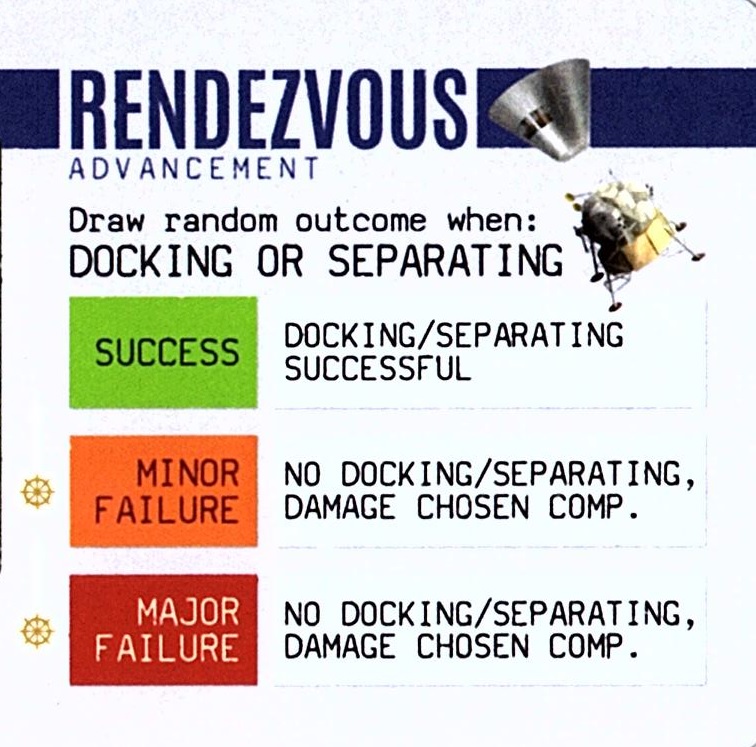 RENDEZVOUS
ADVANCEMENT
Draw random outcome when:
DOCKING OR SEPARATING
SUCCESS
DOCKING/SEPARATING
SUCCESSFUL
MINOR
FAILURE
NO DOCKING/SEPARATING,
DAMAGE CHOSEN COMP.
MAJOR
FAILURE
NO DOCKING/SEPARATING,
DAMAGE CHOSEN COMP.